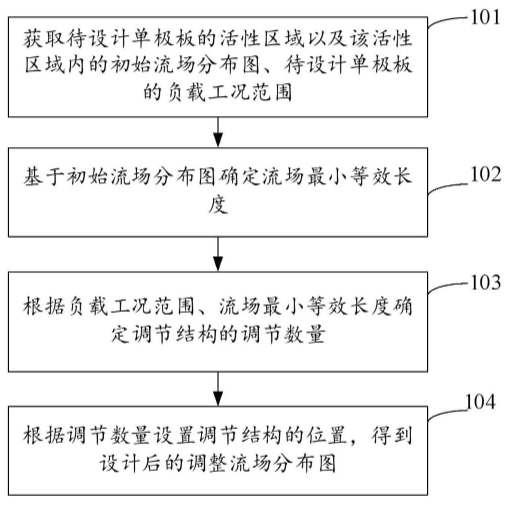 101
获取待设计单极板的活性区域以及该活性
区域内的初始流场分布图、待设计单极板
的负载工况范围
102
基于初始流场分布图确定流场最小等效长
度
103
根据负载工况范围、流场最小等效长度确
定调节结构的调节数量
104
根据调节数量设置调节结构的位置，得到
设计后的调整流场分布图